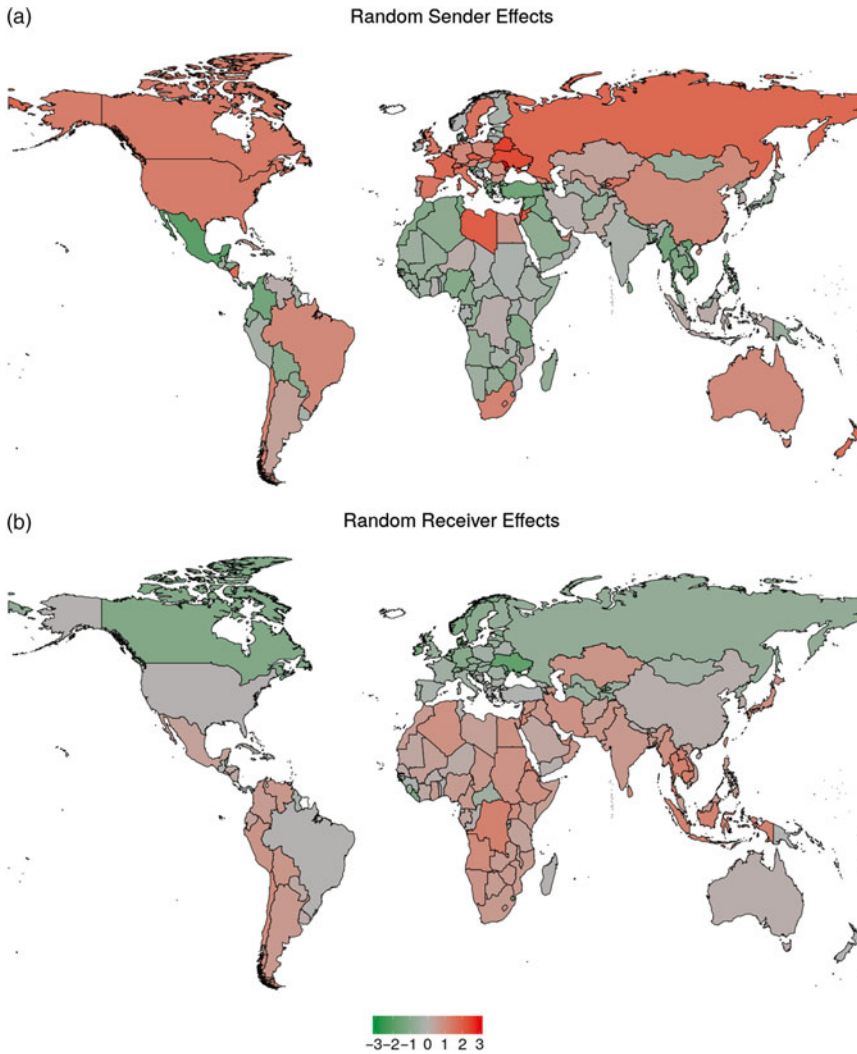 (a)
Random Sender Effects
(b)
Random Receiver Effects
−3−2−1 0 1 2 3